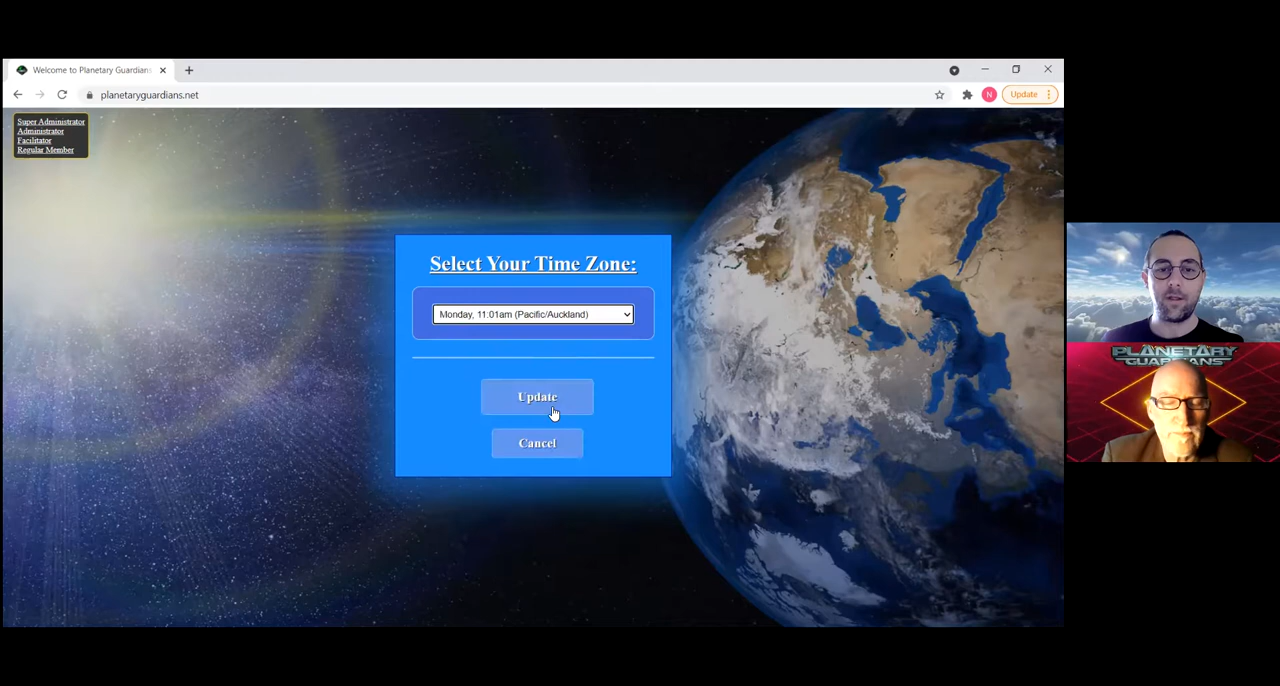 Welcome to Planetary Guardians
planetaryguardians.net
N
Update
Super Administrator
Administrator
Facilitator
Regular Member
Select Your Time Zone:
Monday, 11:01am (Pacific/Auckland)
Update
Cancel
PLANETARY
GUARDIANS